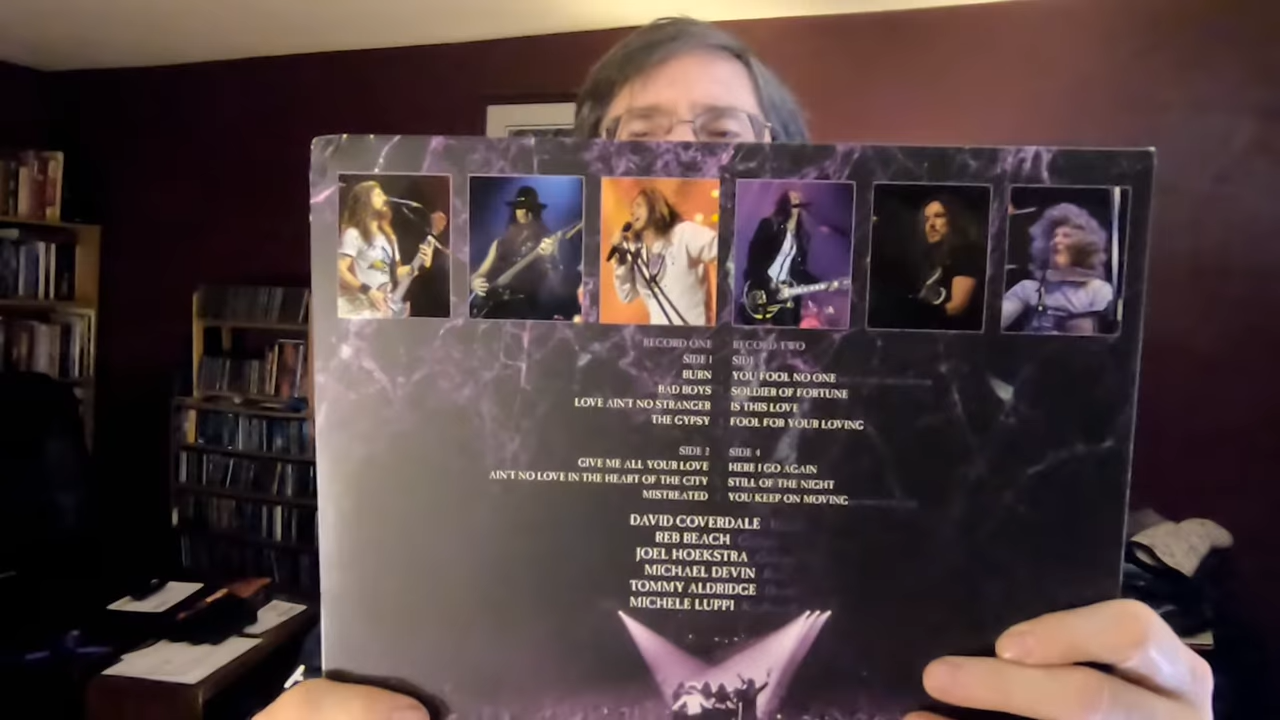 RECORD ONE
SIDE 1
BURN
BAD BOYS
LOVE AIN'T NO STRANGER
THE GYPSY
SIDE 2
GIVE ME ALL YOUR LOVE
AIN'T NO LOVE IN THE HEART OF THE CITY
MISTREATED
RECORD TWO
SIDE
YOU FOOL NO ONE
SOLDIER OF FORTUNE
IS THIS LOVE
FOOL FOR YOUR LOVING
SIDE 4
HERE I GO AGAIN
STILL OF THE NIGHT
YOU KEEP ON MOVING
DAVID COVERDALE
REB BEACH
JOEL HOEKSTRA
MICHAEL DEVIN
TOMMY ALDRIDGE
MICHELE LUPPI